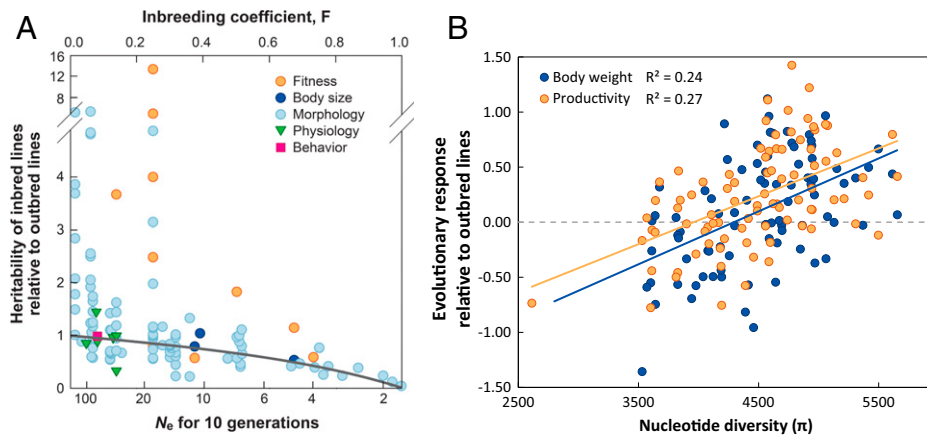 A
Inbreeding coefficient, F
0.0 0.2 0.4 0.6 0.8 1.0
Heritability of inbred lines
relative to outbred lines
16
12
8
4
3
2
1
0
Fitness
Body size
Morphology
Physiology
Behavior
100 20 10 6 4 2
Ne for 10 generations
B
Evolutionary response
relative to outbred lines
1.50
1.00
0.50
0.00
-0.50
-1.00
-1.50
Body weight R² = 0.24
Productivity R² = 0.27
2500 3500 4500 5500
Nucleotide diversity (π)